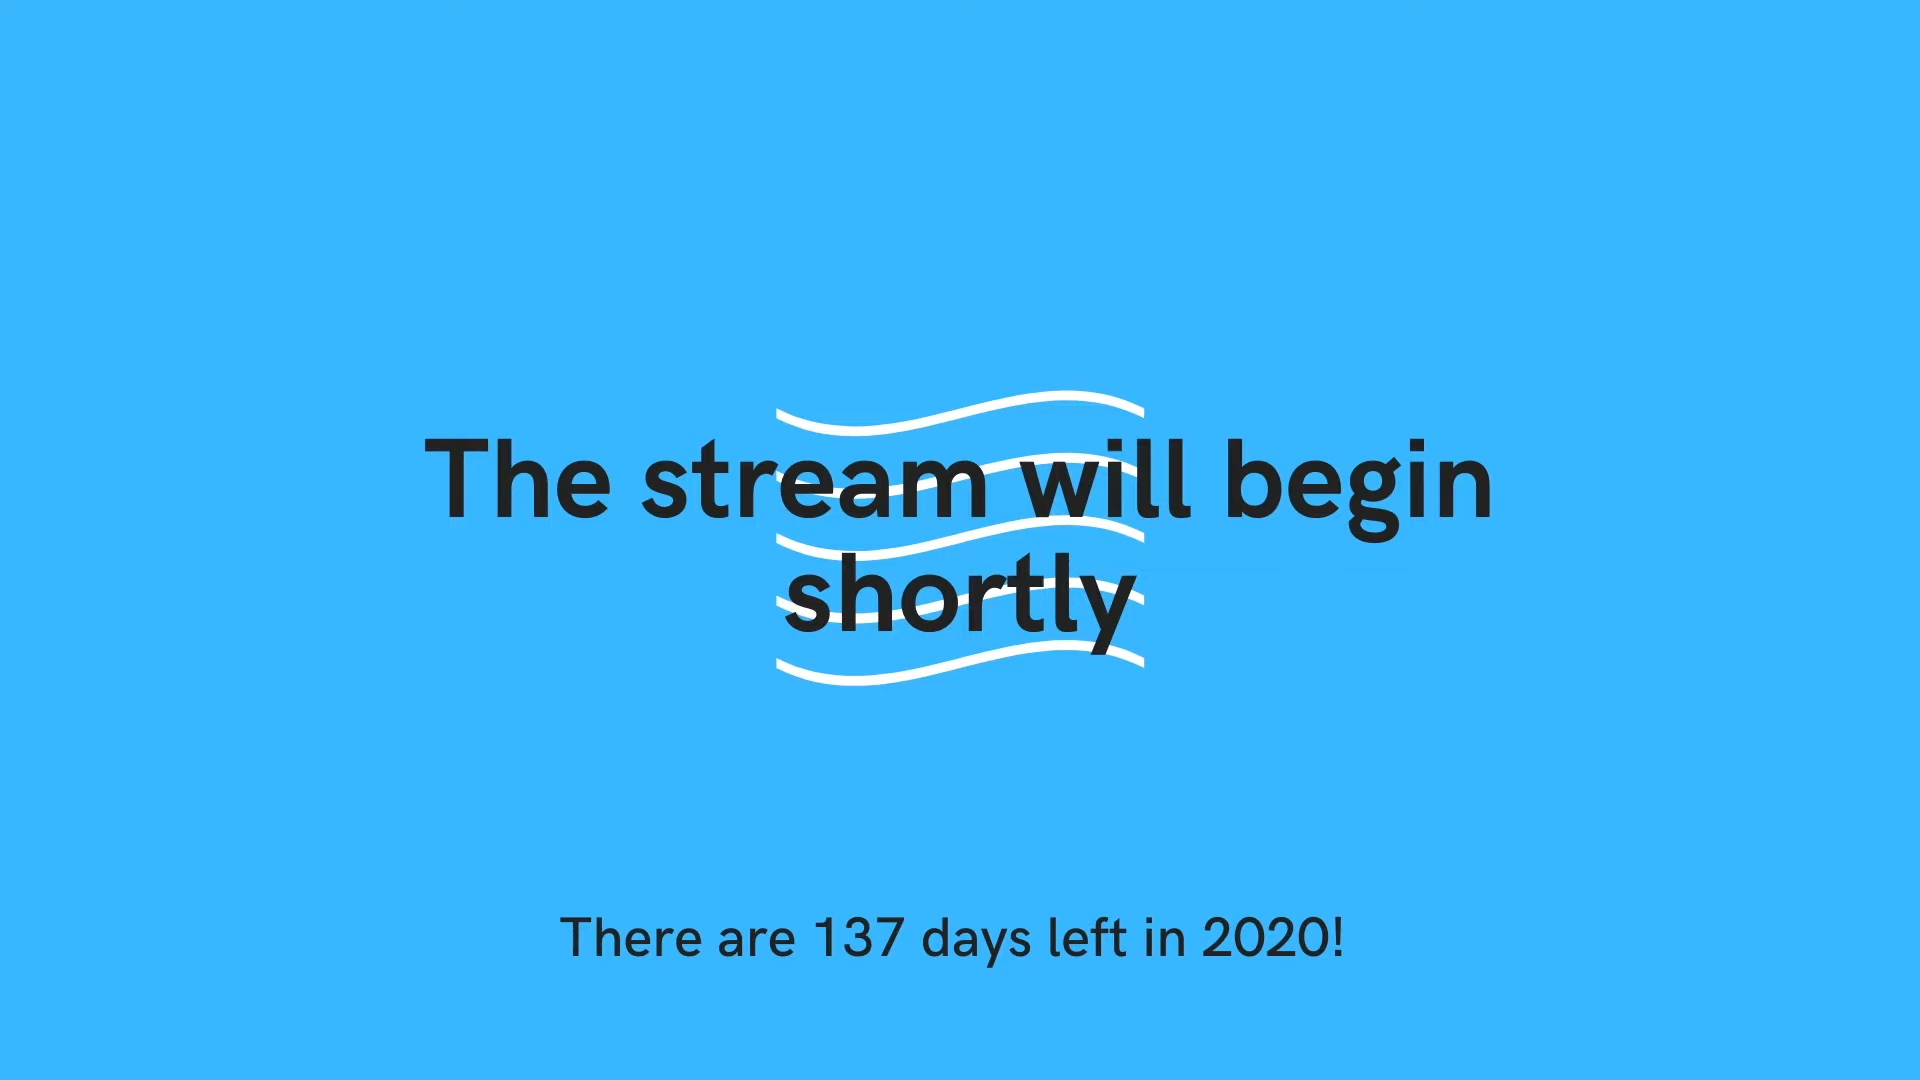 The stream will begin
shortly
There are 137 days left in 2020!